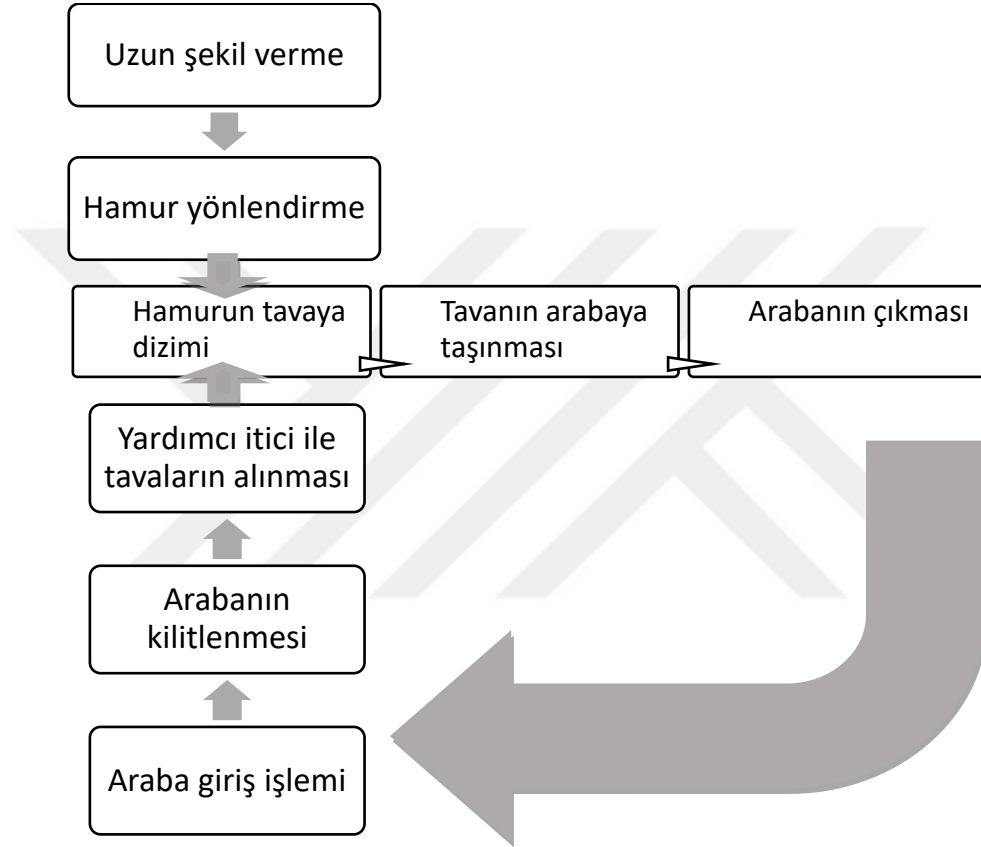 Uzun şekil verme
Hamur yönlendirme
Hamurun tavaya
dizimi
Tavanın arabaya
taşınması
Arabanın çıkması
Yardımcı itici ile
tavaların alınması
Arabanın
kilitlenmesi
Araba giriş işlemi